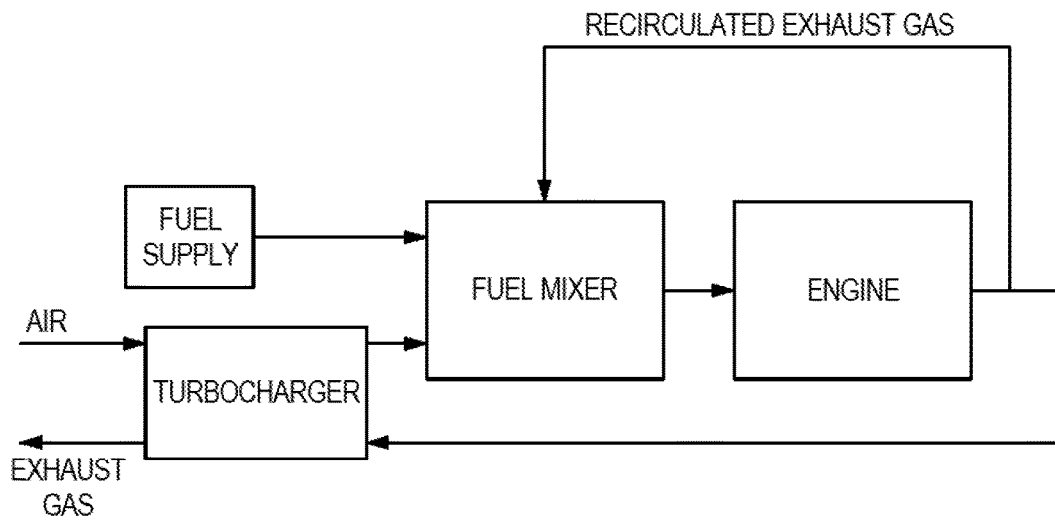 RECIRCULATED EXHAUST GAS
FUEL
SUPPLY
FUEL MIXER
ENGINE
AIR
TURBOCHARGER
EXHAUST
GAS